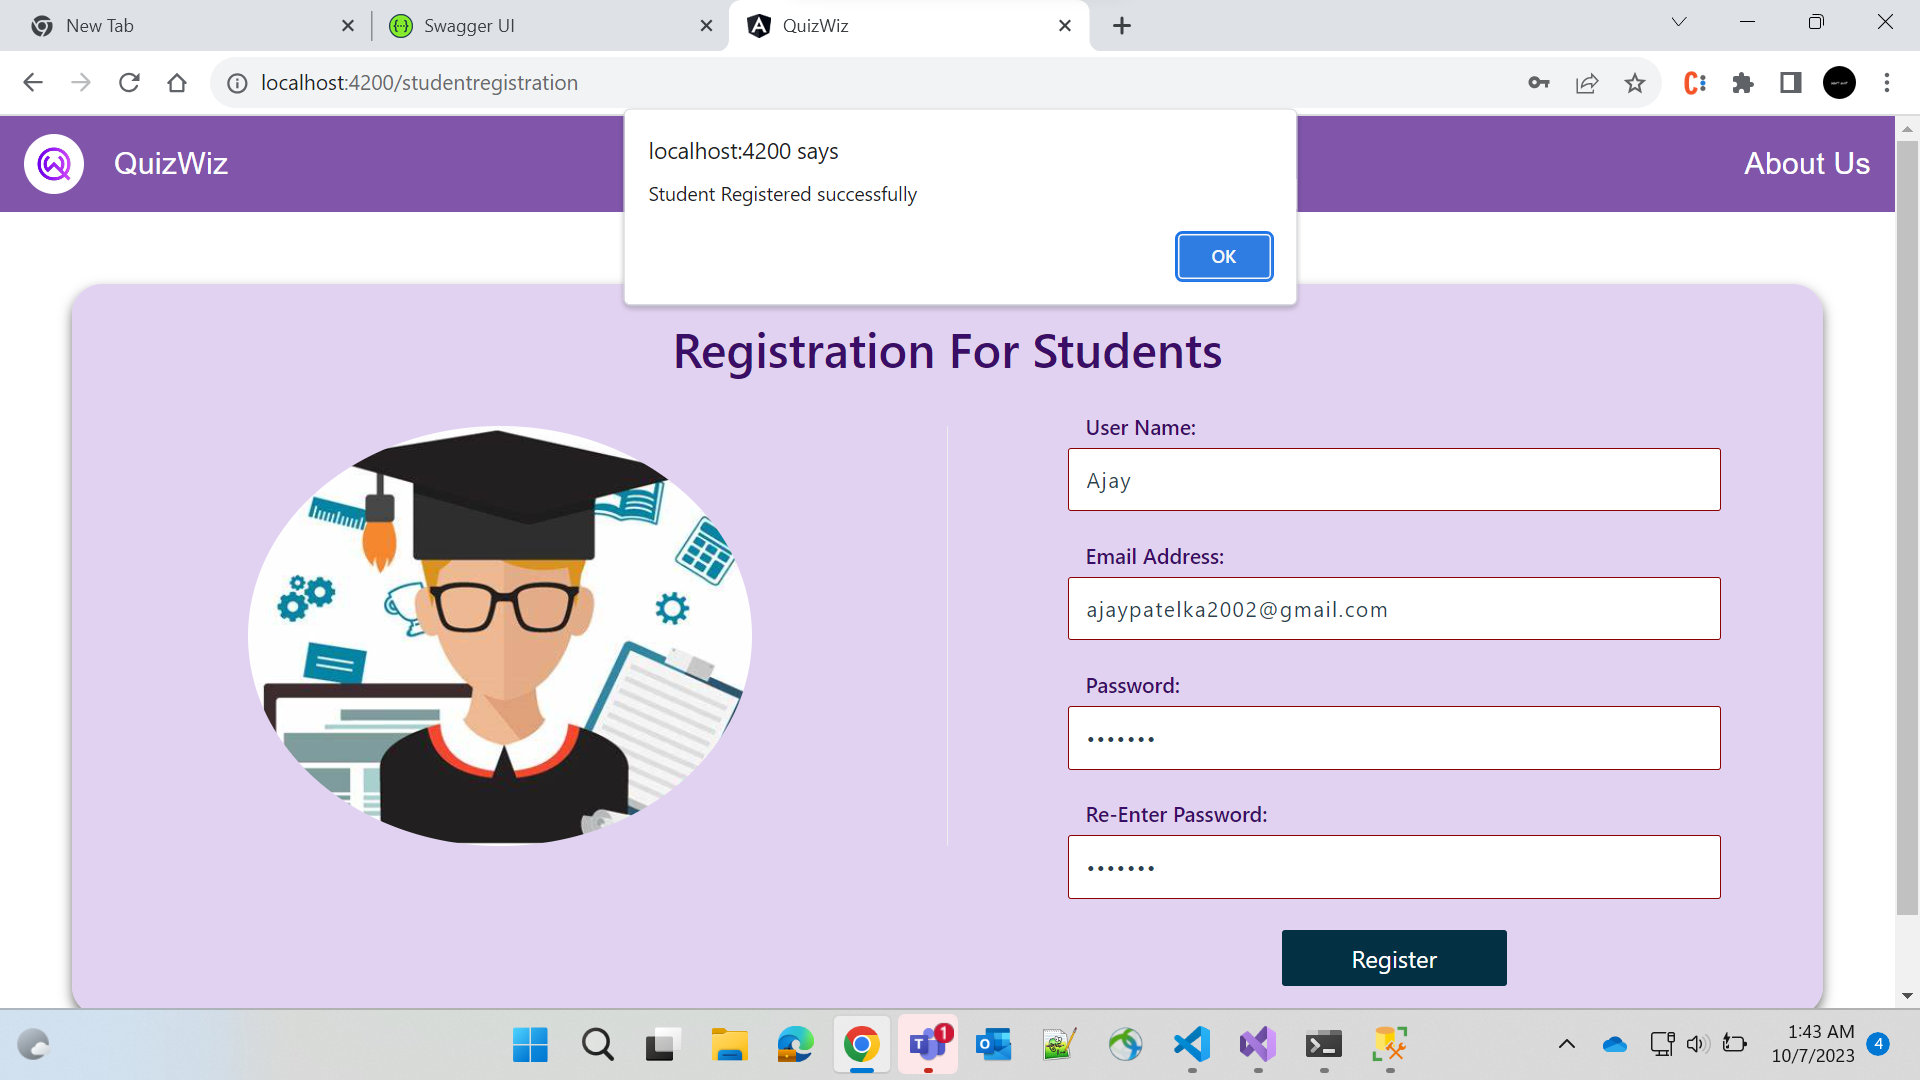 New Tab
Swagger UI
QuizWiz
localhost:4200/studentregistration
QuizWiz
About Us
localhost:4200 says
Student Registered successfully
OK
Registration For Students
User Name:
Ajay
Email Address:
ajaypatelka2002@gmail.com
Password:
•••••••
Re-Enter Password:
•••••••
Register
1
1:43 AM
10/7/2023
4